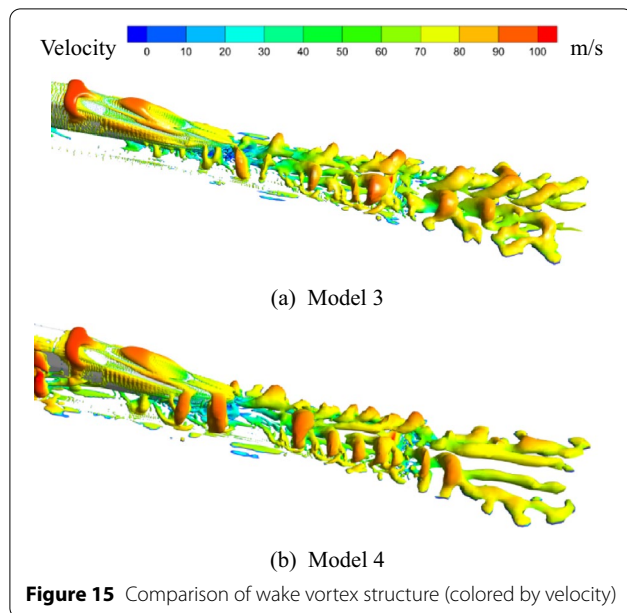 Velocity 0 10 20 30 40 50 60 70 80 90 100 m/s
(a) Model 3
(b) Model 4
Figure 15 Comparison of wake vortex structure (colored by velocity)